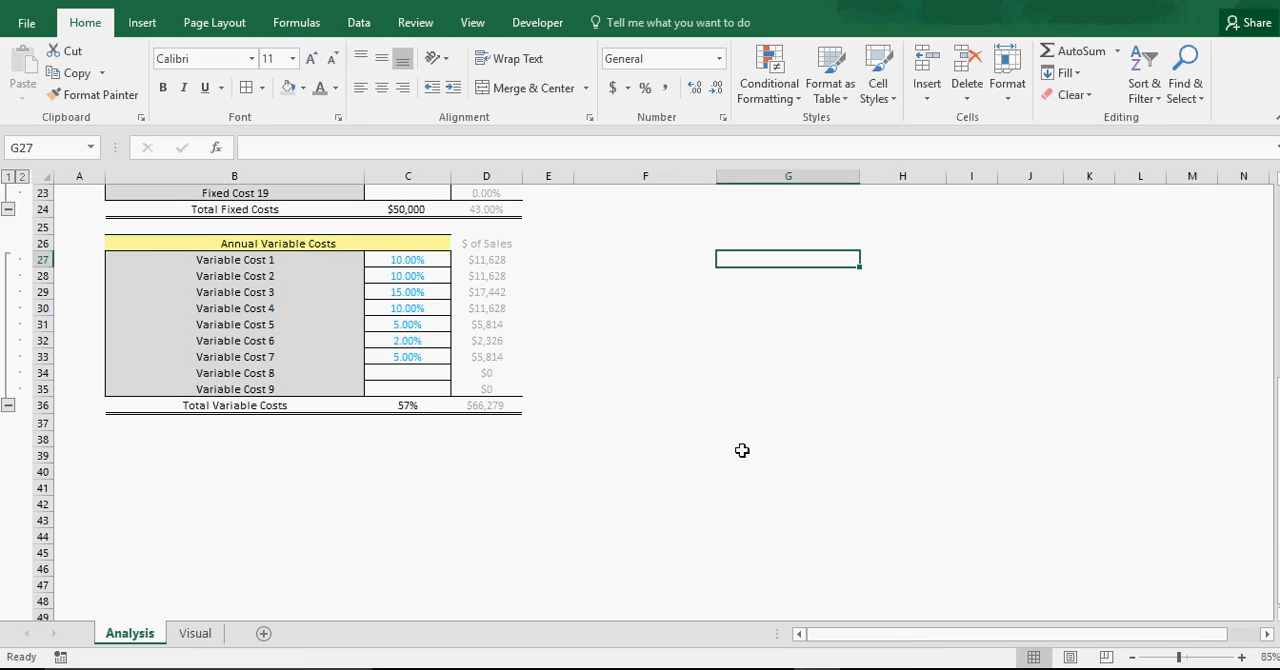 File Home Insert Page Layout Formulas Data Review View Developer Tell me what you want to do Share
Paste Cut Copy Format Painter Clipboard
Calibri 11 A A B I U A Font
Wrap Text Merge & Center Alignment
General $ % , .0 .00 .00 .0 Number
Conditional Formatting Format as Table Cell Styles Styles
Insert Delete Format Cells
AutoSum Fill Clear Sort & Filter Find & Select Editing
G27 fx
1 2 A B C D E F G H I J K L M N
23 Fixed Cost 19 0.00%
24 Total Fixed Costs $50,000 43.00%
25
26 Annual Variable Costs $ of Sales
27 Variable Cost 1 10.00% $11,628
28 Variable Cost 2 10.00% $11,628
29 Variable Cost 3 15.00% $17,442
30 Variable Cost 4 10.00% $11,628
31 Variable Cost 5 5.00% $5,814
32 Variable Cost 6 2.00% $2,326
33 Variable Cost 7 5.00% $5,814
34 Variable Cost 8 $0
35 Variable Cost 9 $0
36 Total Variable Costs 57% $66,279
37
38
39
40
41
42
43
44
45
46
47
48
49
Analysis Visual
Ready 85%